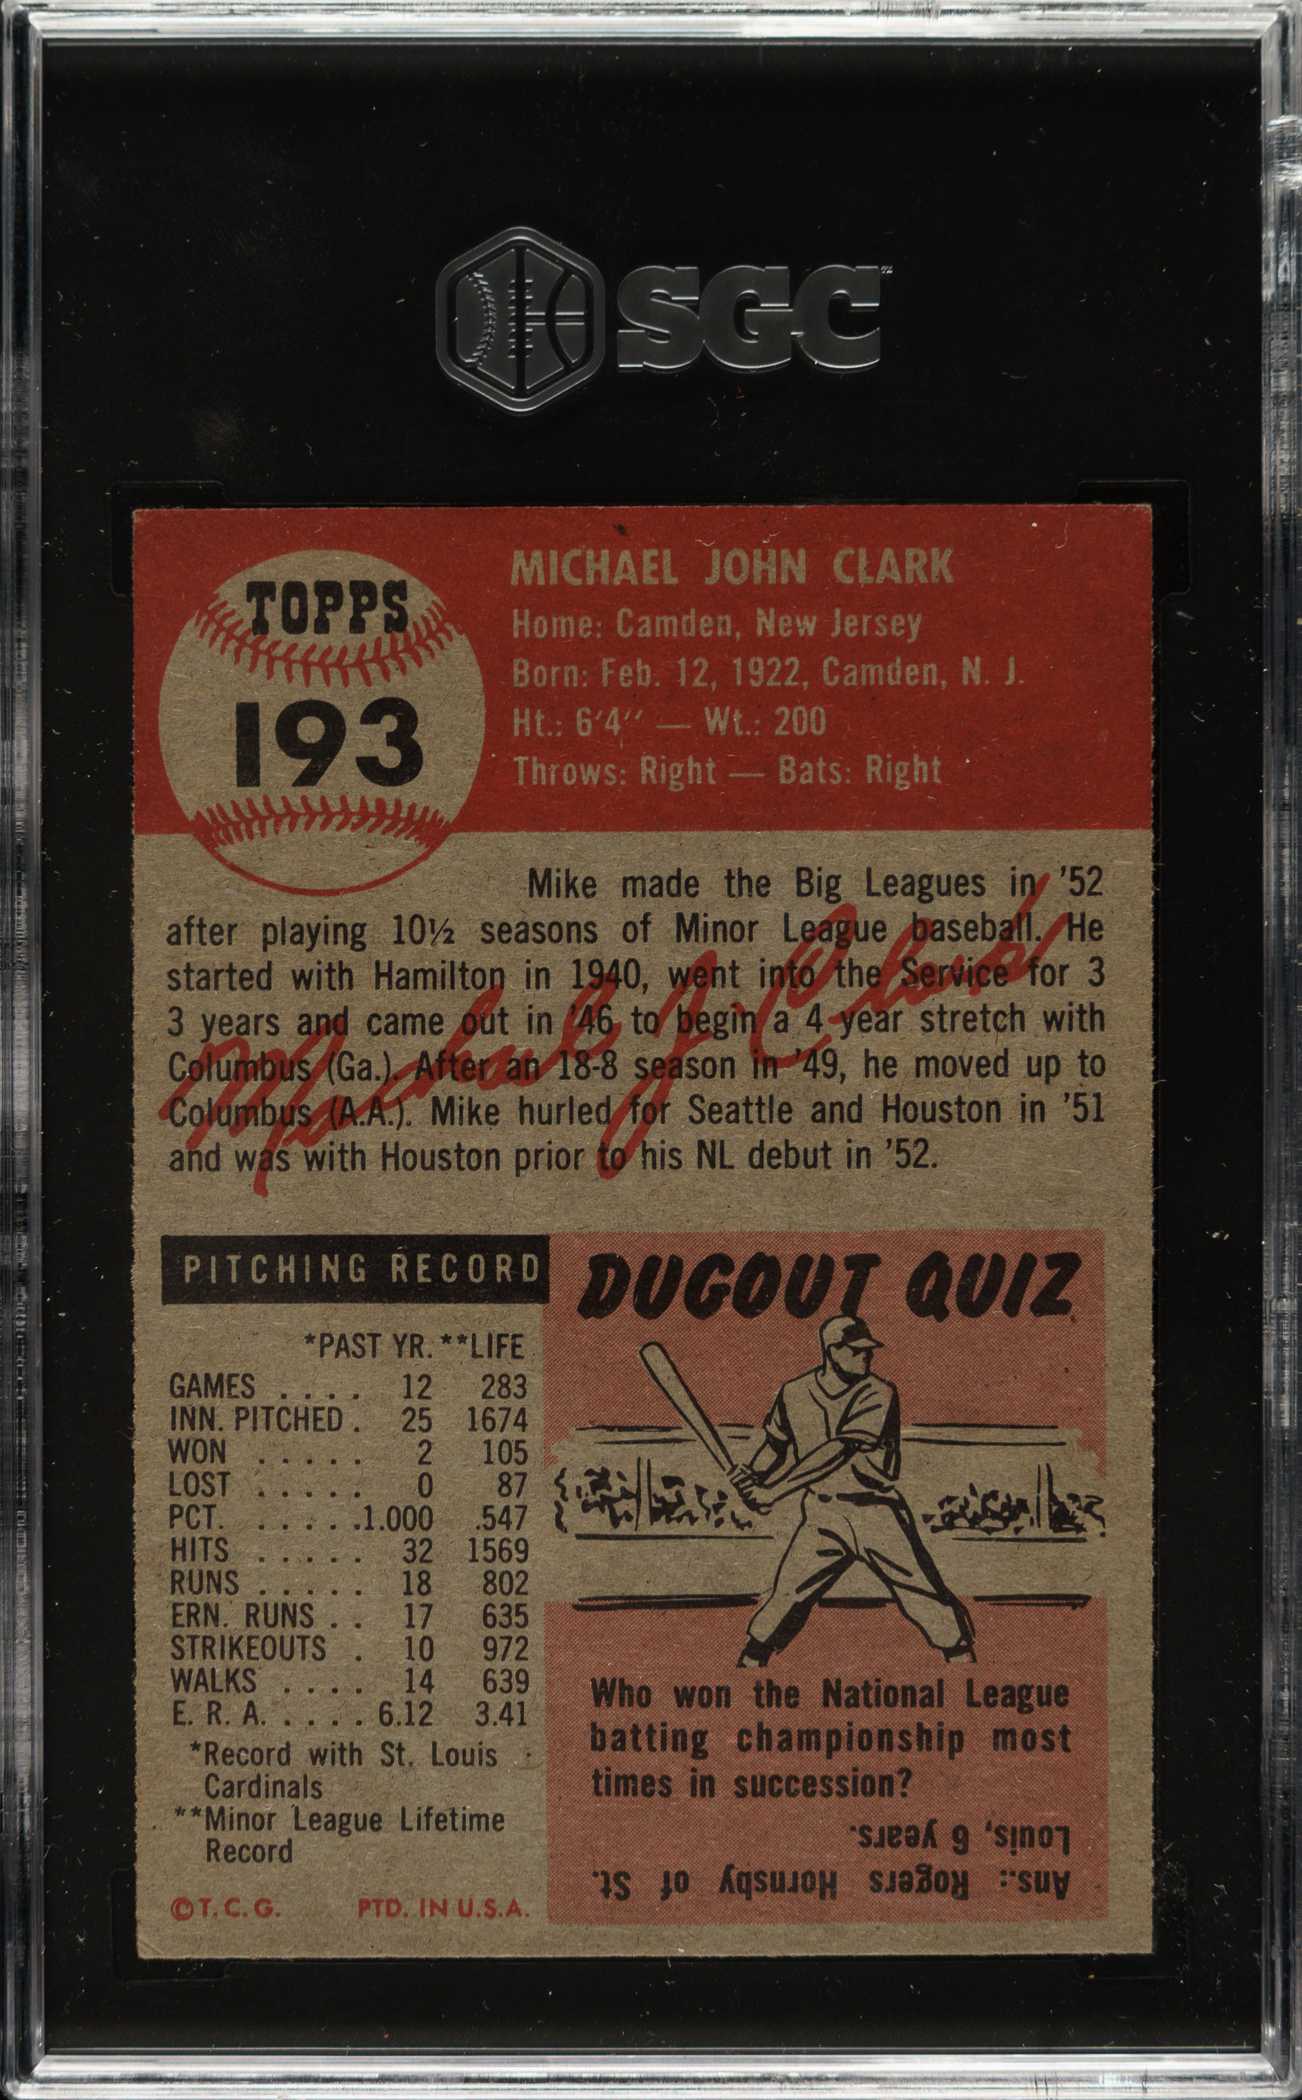 SGC
TOPPS
193
MICHAEL JOHN CLARK
Home: Camden, New Jersey
Born: Feb. 12, 1922, Camden, N. J.
Ht.: 6'4" — Wt.: 200
Throws: Right — Bats: Right
Mike made the Big Leagues in '52
after playing 10½ seasons of Minor League baseball. He
started with Hamilton in 1940, went into the Service for 3
3 years and came out in '46 to begin a 4 year stretch with
Columbus (Ga.). After an 18-8 season in '49, he moved up to
Columbus (A.A.). Mike hurled for Seattle and Houston in '51
and was with Houston prior to his NL debut in '52.
Michael J. Clark
PITCHING RECORD
*PAST YR. **LIFE
GAMES . . . . 12 283
INN. PITCHED . 25 1674
WON . . . . . 2 105
LOST . . . . . 0 87
PCT. . . . . .1.000 .547
HITS . . . . . 32 1569
RUNS . . . . . 18 802
ERN. RUNS . . 17 635
STRIKEOUTS . 10 972
WALKS . . . . 14 639
E. R. A. . . . . 6.12 3.41
*Record with St. Louis
Cardinals
**Minor League Lifetime
Record
©T.C.G. PTD. IN U.S.A.
DUGOUT QUIZ
Who won the National League
batting championship most
times in succession?
Ans.: Rogers Hornsby of St.
Louis, 6 years.